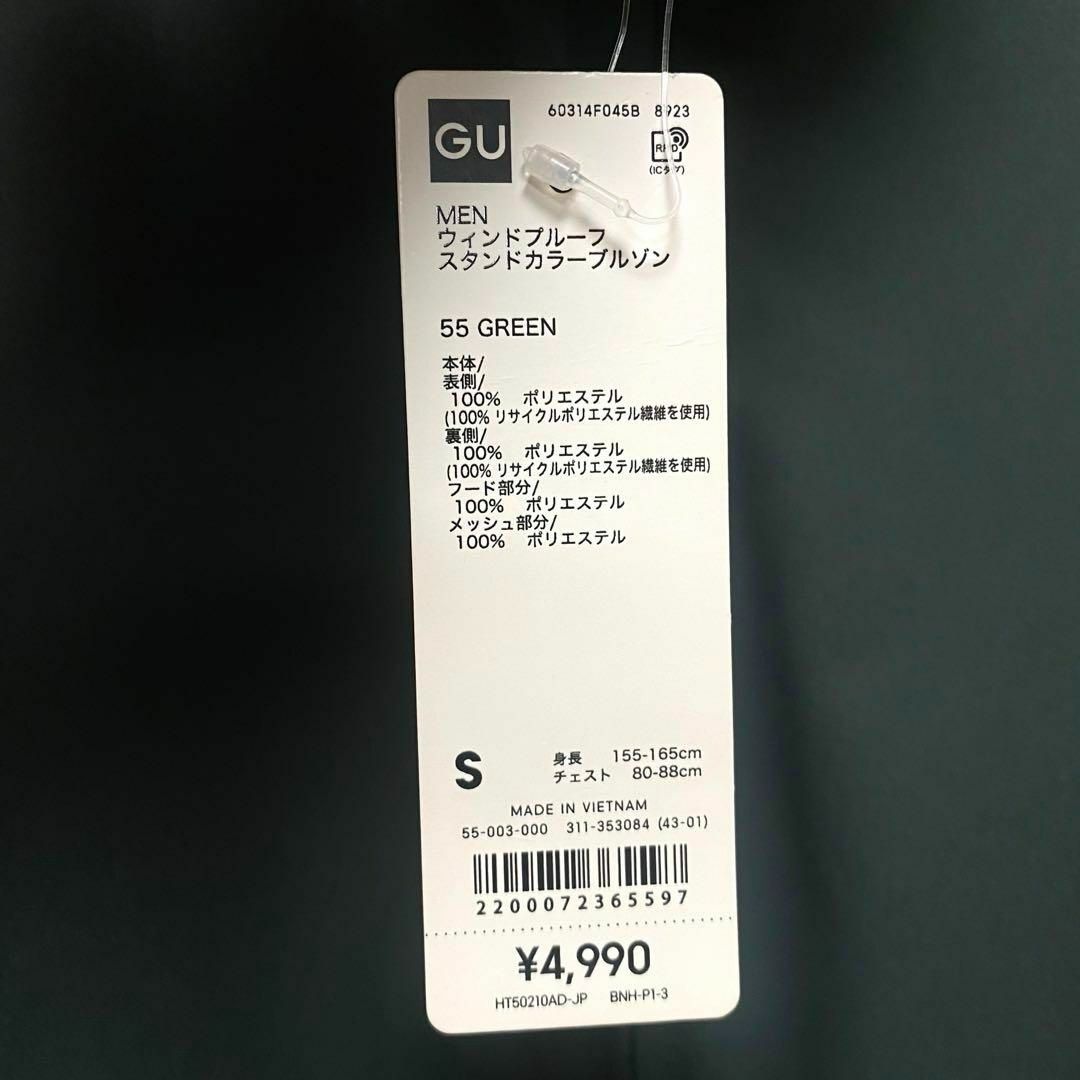 60314F045B 8923
GU
RFID
(ICタグ)
MEN
ウィンドプルーフ
スタンドカラーブルゾン
55 GREEN
本体/
表側/
100% ポリエステル
(100% リサイクルポリエステル繊維を使用)
裏側/
100% ポリエステル
(100% リサイクルポリエステル繊維を使用)
フード部分/
100% ポリエステル
メッシュ部分/
100% ポリエステル
S
身長 155-165cm
チェスト 80-88cm
MADE IN VIETNAM
55-003-000 311-353084 (43-01)
2200072365597
¥4,990
HT50210AD-JP BNH-P1-3